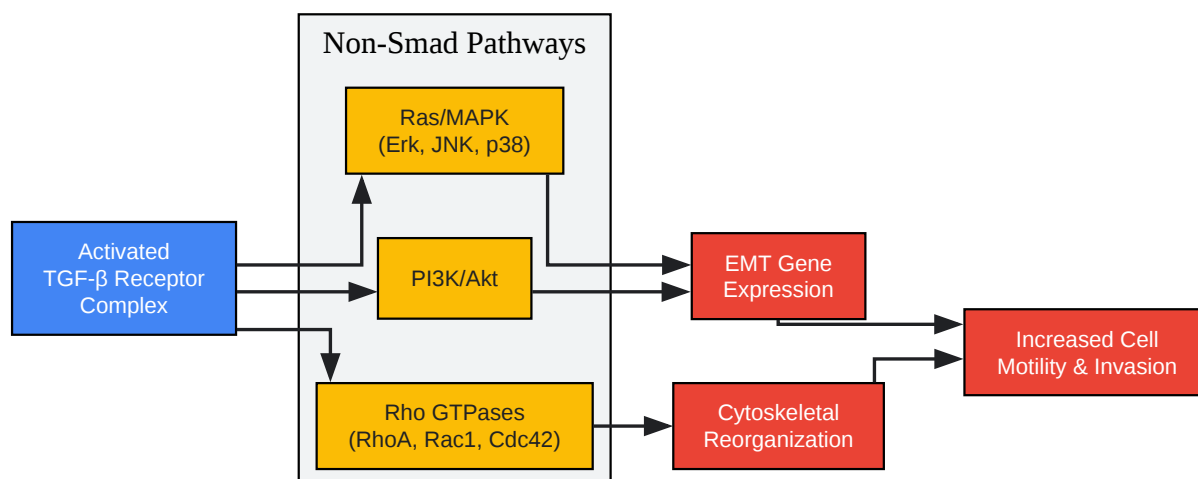 Non-Smad Pathways
Ras/MAPK
(Erk, JNK, p38)
Activated
TGF-β Receptor
Complex
PI3K/Akt
EMT Gene
Expression
Increased Cell
Motility & Invasion
Rho GTPases
(RhoA, Rac1, Cdc42)
Cytoskeletal
Reorganization